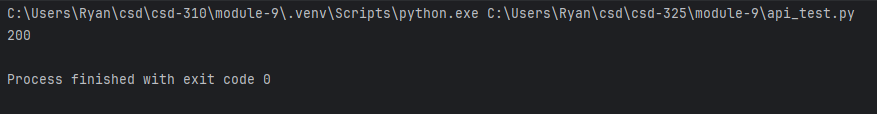 C:\Users\Ryan\csd\csd-310\module-9\.venv\Scripts\python.exe C:\Users\Ryan\csd\csd-325\module-9\api_test.py
200
Process finished with exit code 0